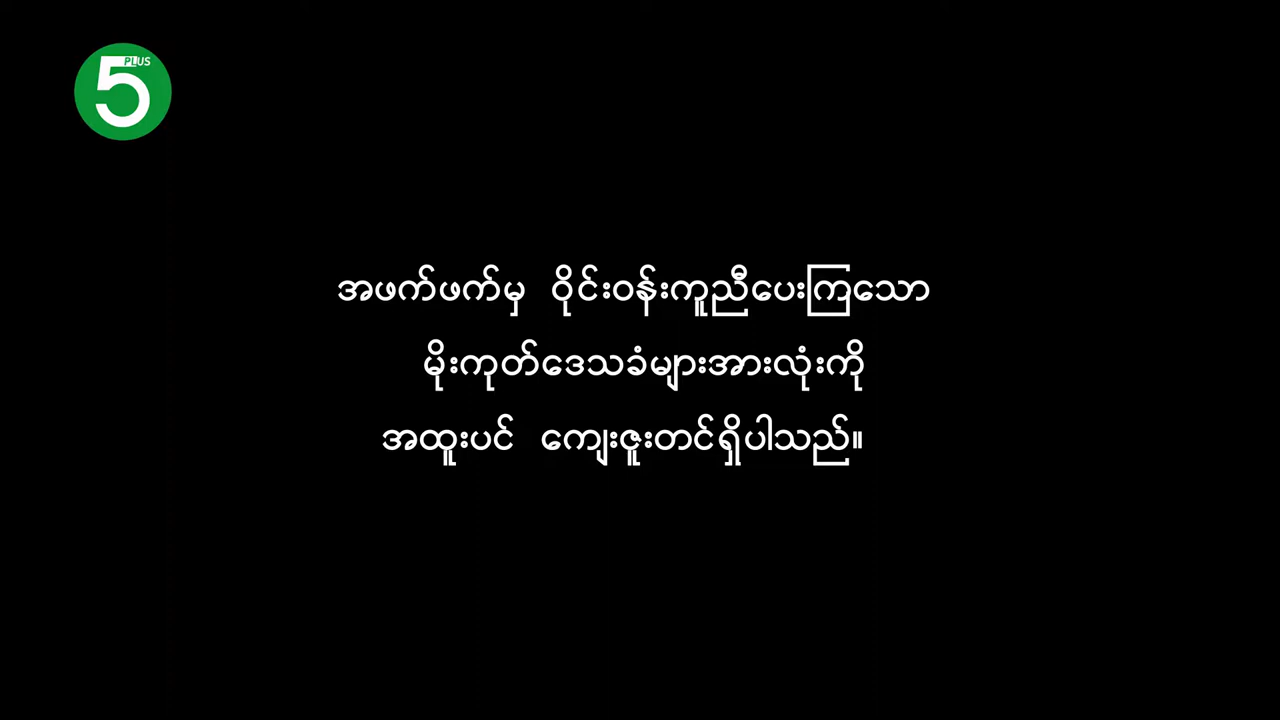 5 PLUS
အဖက်ဖက်မှ ဝိုင်းဝန်းကူညီပေးကြသော
မိုးကုတ်ဒေသခံများအားလုံးကို
အထူးပင် ကျေးဇူးတင်ရှိပါသည်။